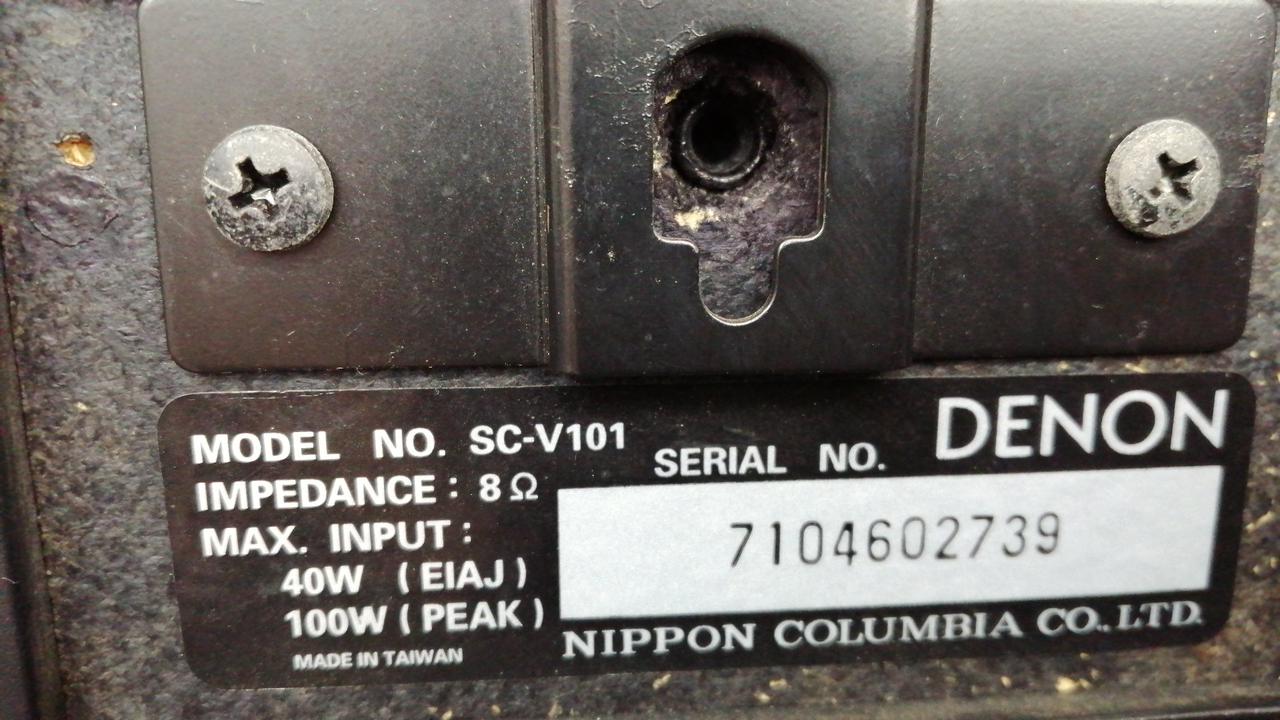 DENON
MODEL NO. SC-V101
SERIAL NO.
IMPEDANCE : 8Ω
7104602739
MAX. INPUT :
40W (EIAJ)
100W (PEAK)
NIPPON COLUMBIA CO., LTD.
MADE IN TAIWAN